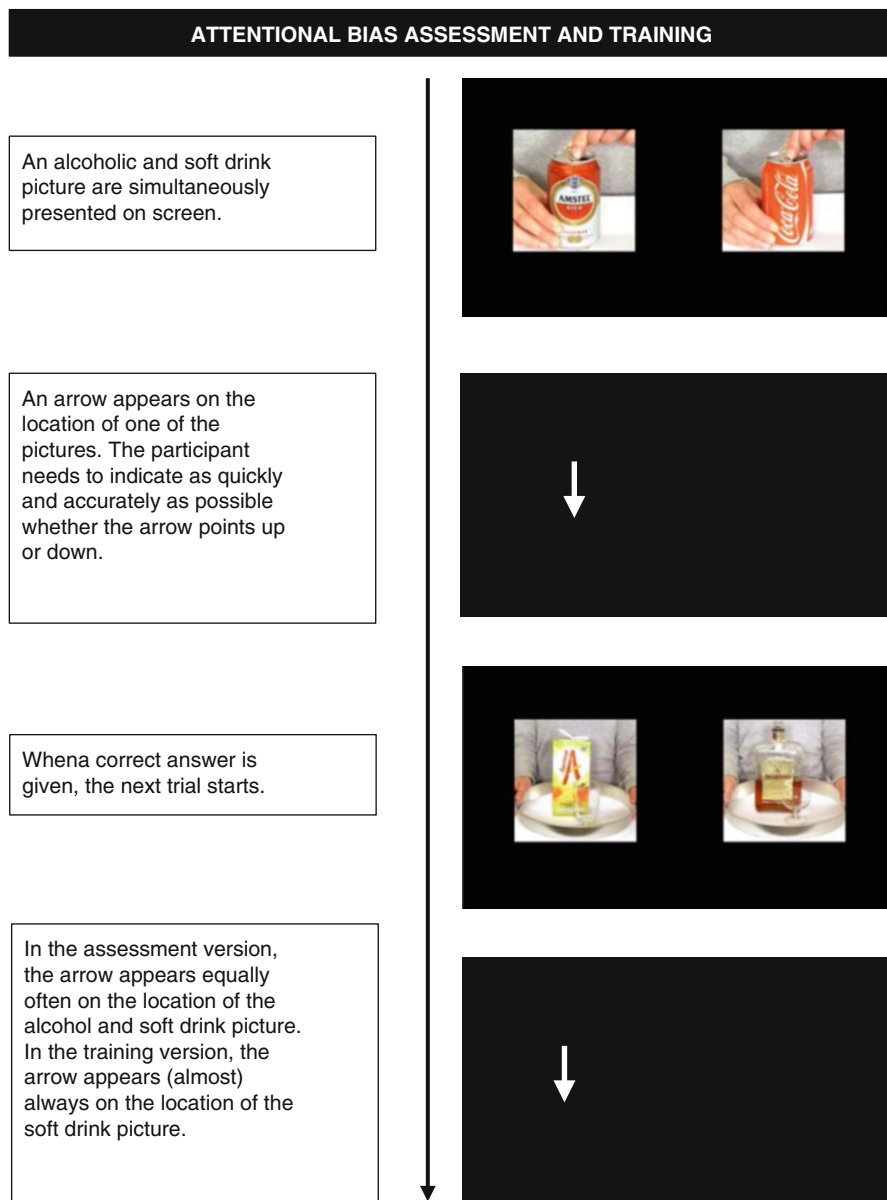 ATTENTIONAL BIAS ASSESSMENT AND TRAINING
An alcoholic and soft drink
picture are simultaneously
presented on screen.
AMSTEL
BIER
Coca-Cola
An arrow appears on the
location of one of the
pictures. The participant
needs to indicate as quickly
and accurately as possible
whether the arrow points up
or down.
Whena correct answer is
given, the next trial starts.
In the assessment version,
the arrow appears equally
often on the location of the
alcohol and soft drink picture.
In the training version, the
arrow appears (almost)
always on the location of the
soft drink picture.